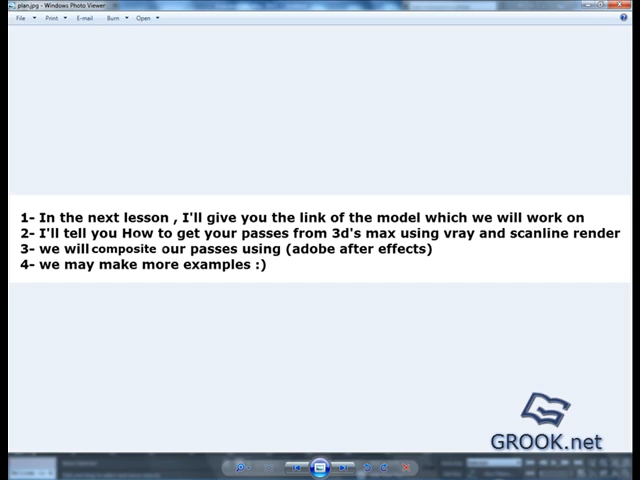 plan.jpg - Windows Photo Viewer
File Print E-mail Burn Open
1- In the next lesson , I'll give you the link of the model which we will work on
2- I'll tell you How to get your passes from 3d's max using vray and scanline render
3- we will composite our passes using (adobe after effects)
4- we may make more examples :)
GROOK.net